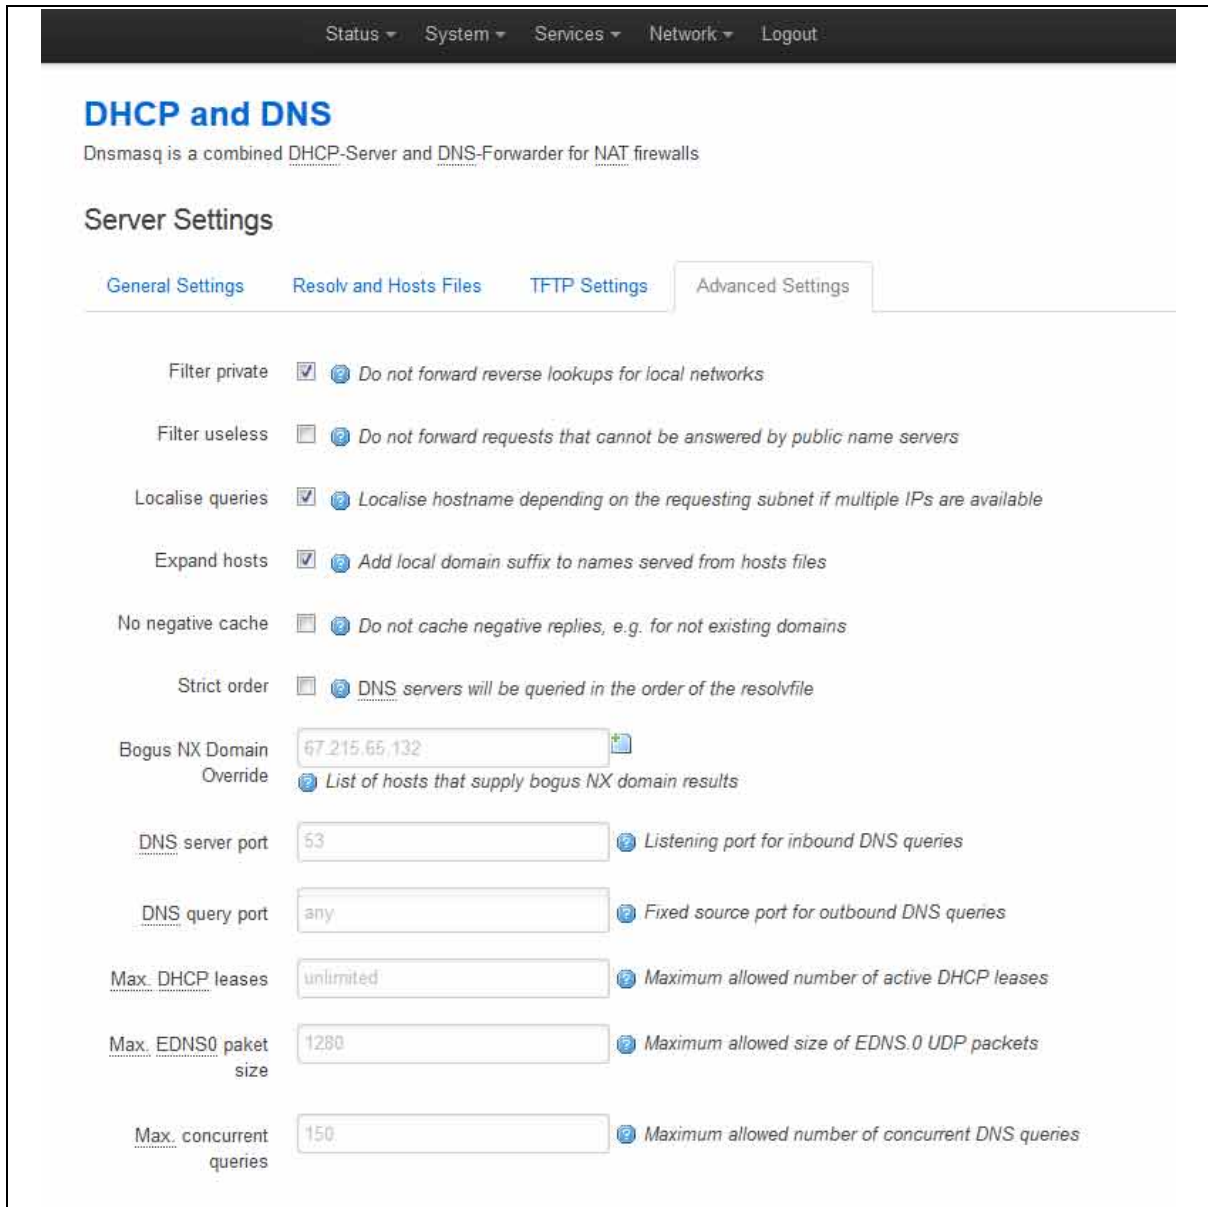 Status System Services Network Logout
DHCP and DNS
Dnsmasq is a combined DHCP-Server and DNS-Forwarder for NAT firewalls
Server Settings
General Settings Resolv and Hosts Files TFTP Settings Advanced Settings
Filter private Do not forward reverse lookups for local networks
Filter useless Do not forward requests that cannot be answered by public name servers
Localise queries Localise hostname depending on the requesting subnet if multiple IPs are available
Expand hosts Add local domain suffix to names served from hosts files
No negative cache Do not cache negative replies, e.g. for not existing domains
Strict order DNS servers will be queried in the order of the resolvfile
Bogus NX Domain 67.215.65.132
Override List of hosts that supply bogus NX domain results
DNS server port 53 Listening port for inbound DNS queries
DNS query port any Fixed source port for outbound DNS queries
Max. DHCP leases unlimited Maximum allowed number of active DHCP leases
Max. EDNS0 paket 1280 Maximum allowed size of EDNS.0 UDP packets
size
Max. concurrent 150 Maximum allowed number of concurrent DNS queries
queries